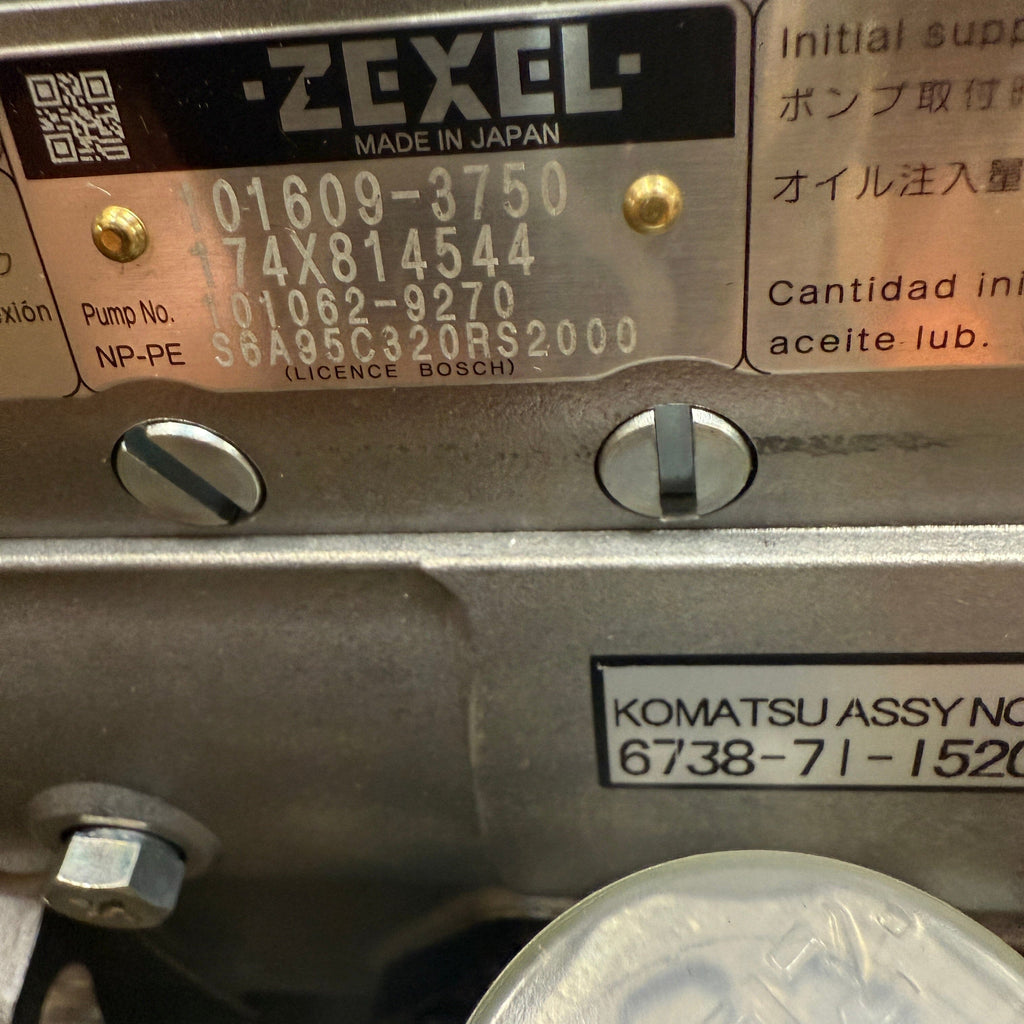 ·ZEXEL·
MADE IN JAPAN
101609-3750
174X814544
Pump No. 101062-9270
NP-PE S6A95C320RS2000
(LICENCE BOSCH)
xión
Initial supp
ポンプ取付時
オイル注入量
Cantidad ini
aceite lub.
KOMATSU ASSY NO
6738-71-1520